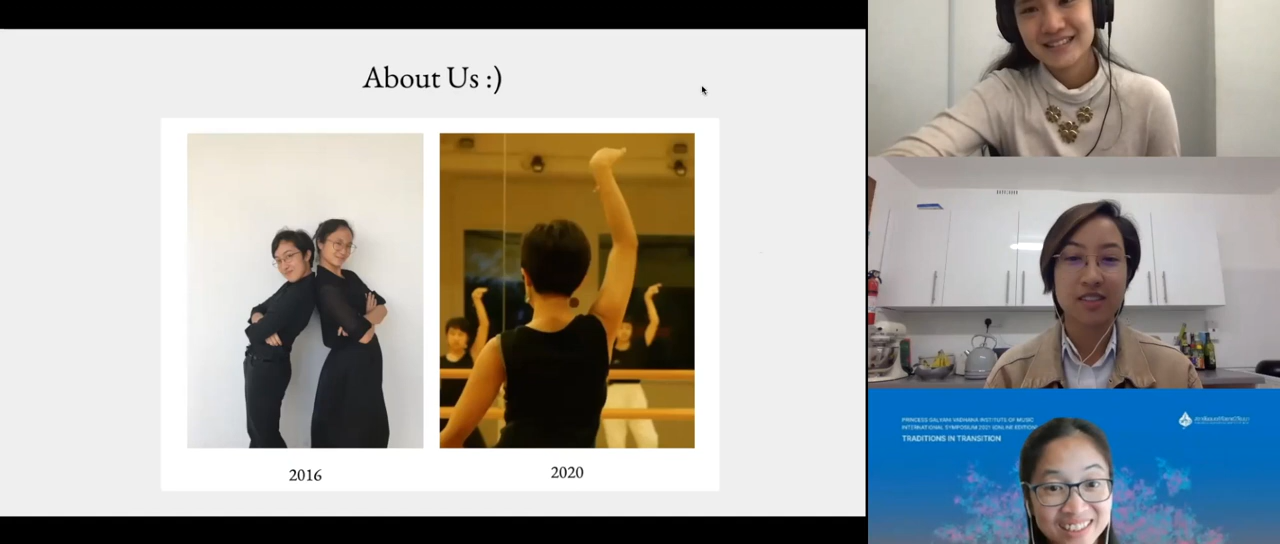 About Us :)
2016
2020
PRINCESS GALYANI VADHANA INSTITUTE OF MUSIC
INTERNATIONAL SYMPOSIUM 2021 (ONLINE EDITION)
TRADITIONS IN TRANSITION